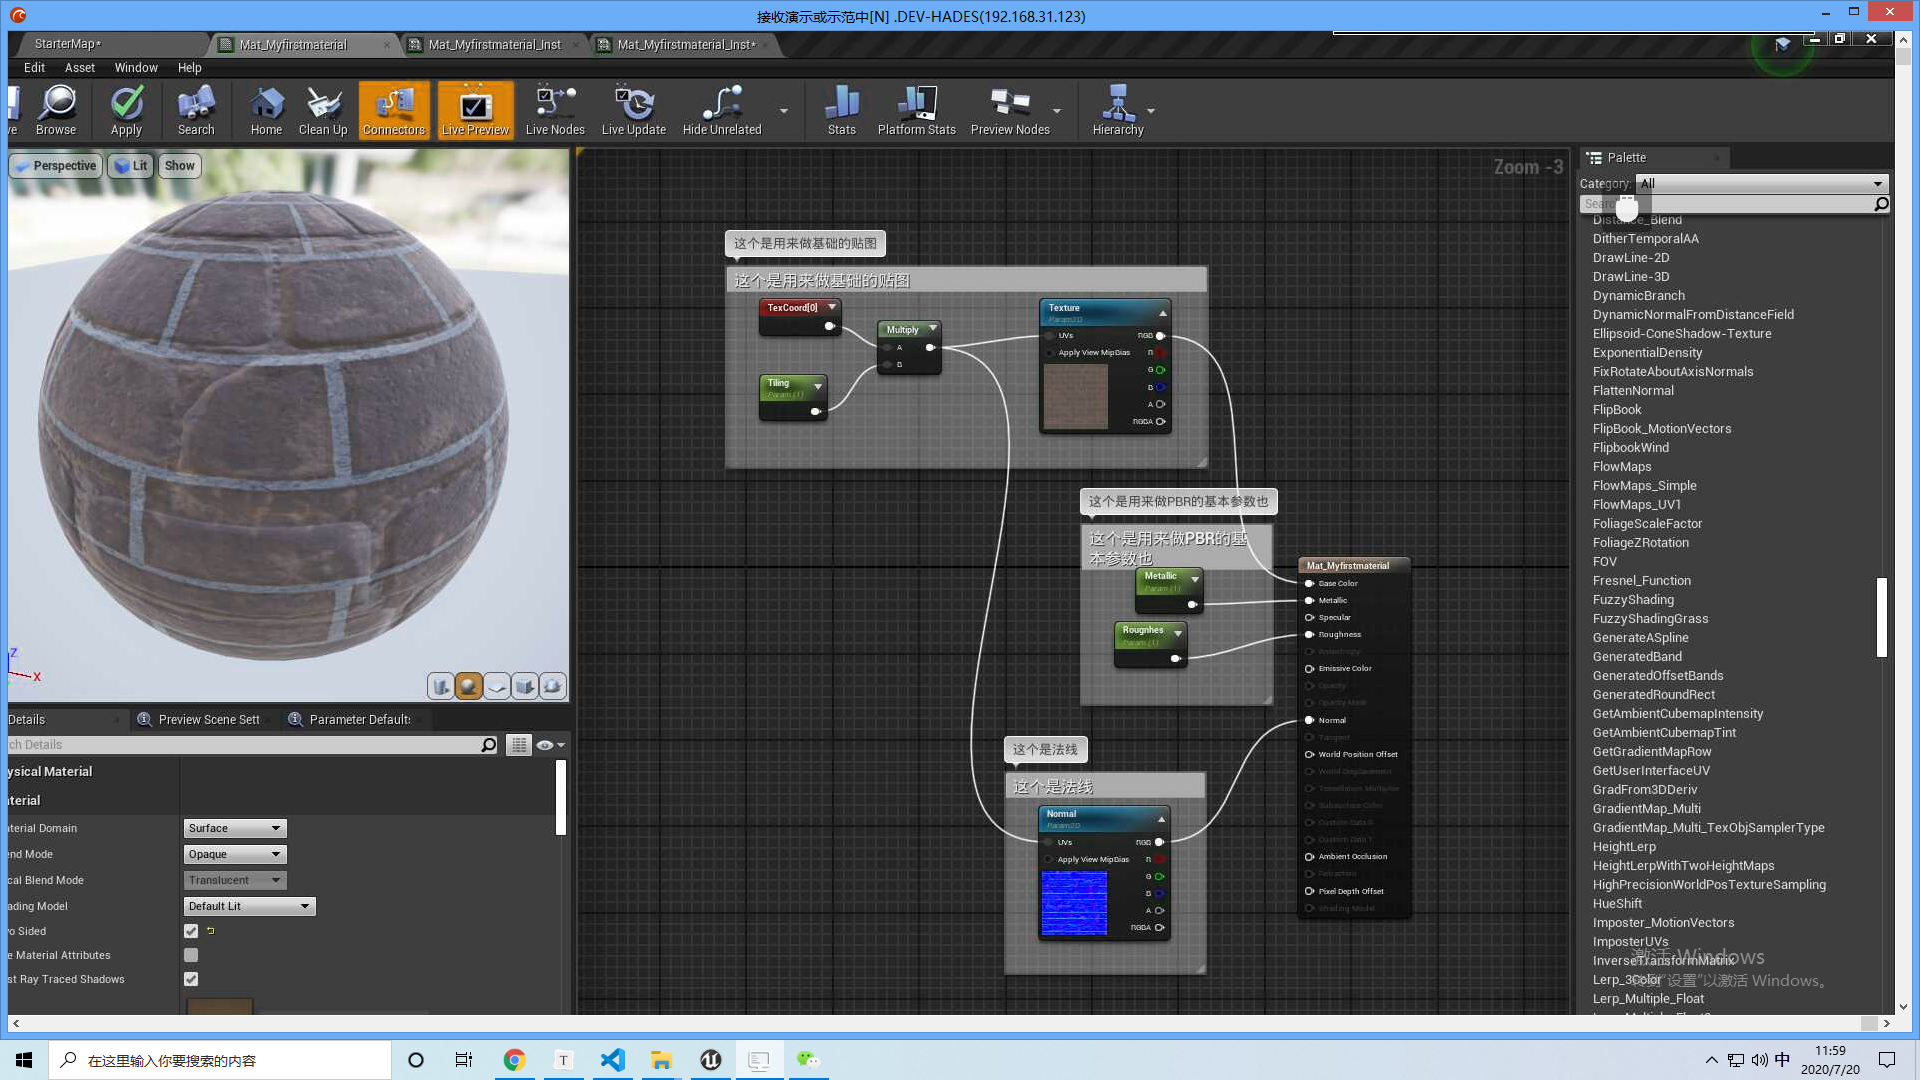 接收演示或示范中[N] .DEV-HADES(192.168.31.123)
StarterMap*
Mat_Myfirstmaterial
Mat_Myfirstmaterial_Inst
Mat_Myfirstmaterial_Inst*
Edit
Asset
Window
Help
ve
Browse
Apply
Search
Home
Clean Up
Connectors
Live Preview
Live Nodes
Live Update
Hide Unrelated
Stats
Platform Stats
Preview Nodes
Hierarchy
Perspective
Lit
Show
Zoom -3
Palette
Category:
All
Z
X
这个是用来做基础的贴图
这个是用来做基础的贴图
TexCoord[0]
Multiply
A
B
Tiling
Param (1)
Texture
Param2D
UVs
RGB
Apply View MipBias
R
G
B
A
RGBA
这个是用来做PBR的基本参数也
这个是用来做PBR的基
本参数也
Metallic
Param (1)
Roughnes
Param (1)
这个是法线
这个是法线
Normal
Param2D
UVs
RGB
Apply View MipBias
R
G
B
A
RGBA
Mat_Myfirstmaterial
Base Color
Metallic
Specular
Roughness
Anisotropy
Emissive Color
Opacity
Opacity Mask
Normal
Tangent
World Position Offset
World Displacement
Tessellation Multiplier
Subsurface Color
Custom Data 0
Custom Data 1
Ambient Occlusion
Refraction
Pixel Depth Offset
Shading Model
Details
Preview Scene Sett
Parameter Defaults
ch Details
ysical Material
aterial
aterial Domain
Surface
end Mode
Opaque
cal Blend Mode
Translucent
ading Model
Default Lit
vo Sided
e Material Attributes
st Ray Traced Shadows
Distance_Blend
DitherTemporalAA
DrawLine-2D
DrawLine-3D
DynamicBranch
DynamicNormalFromDistanceField
Ellipsoid-ConeShadow-Texture
ExponentialDensity
FixRotateAboutAxisNormals
FlattenNormal
FlipBook
FlipBook_MotionVectors
FlipbookWind
FlowMaps
FlowMaps_Simple
FlowMaps_UV1
FoliageScaleFactor
FoliageZRotation
FOV
Fresnel_Function
FuzzyShading
FuzzyShadingGrass
GenerateASpline
GeneratedBand
GeneratedOffsetBands
GeneratedRoundRect
GetAmbientCubemapIntensity
GetAmbientCubemapTint
GetGradientMapRow
GetUserInterfaceUV
GradFrom3DDeriv
GradientMap_Multi
GradientMap_Multi_TexObjSamplerType
HeightLerp
HeightLerpWithTwoHeightMaps
HighPrecisionWorldPosTextureSampling
HueShift
Imposter_MotionVectors
ImposterUVs
InverseTransformMatrix
Lerp_3Color
Lerp_Multiple_Float
激活 Windows
转到"设置"以激活 Windows。
在这里输入你要搜索的内容
中
11:59
2020/7/20